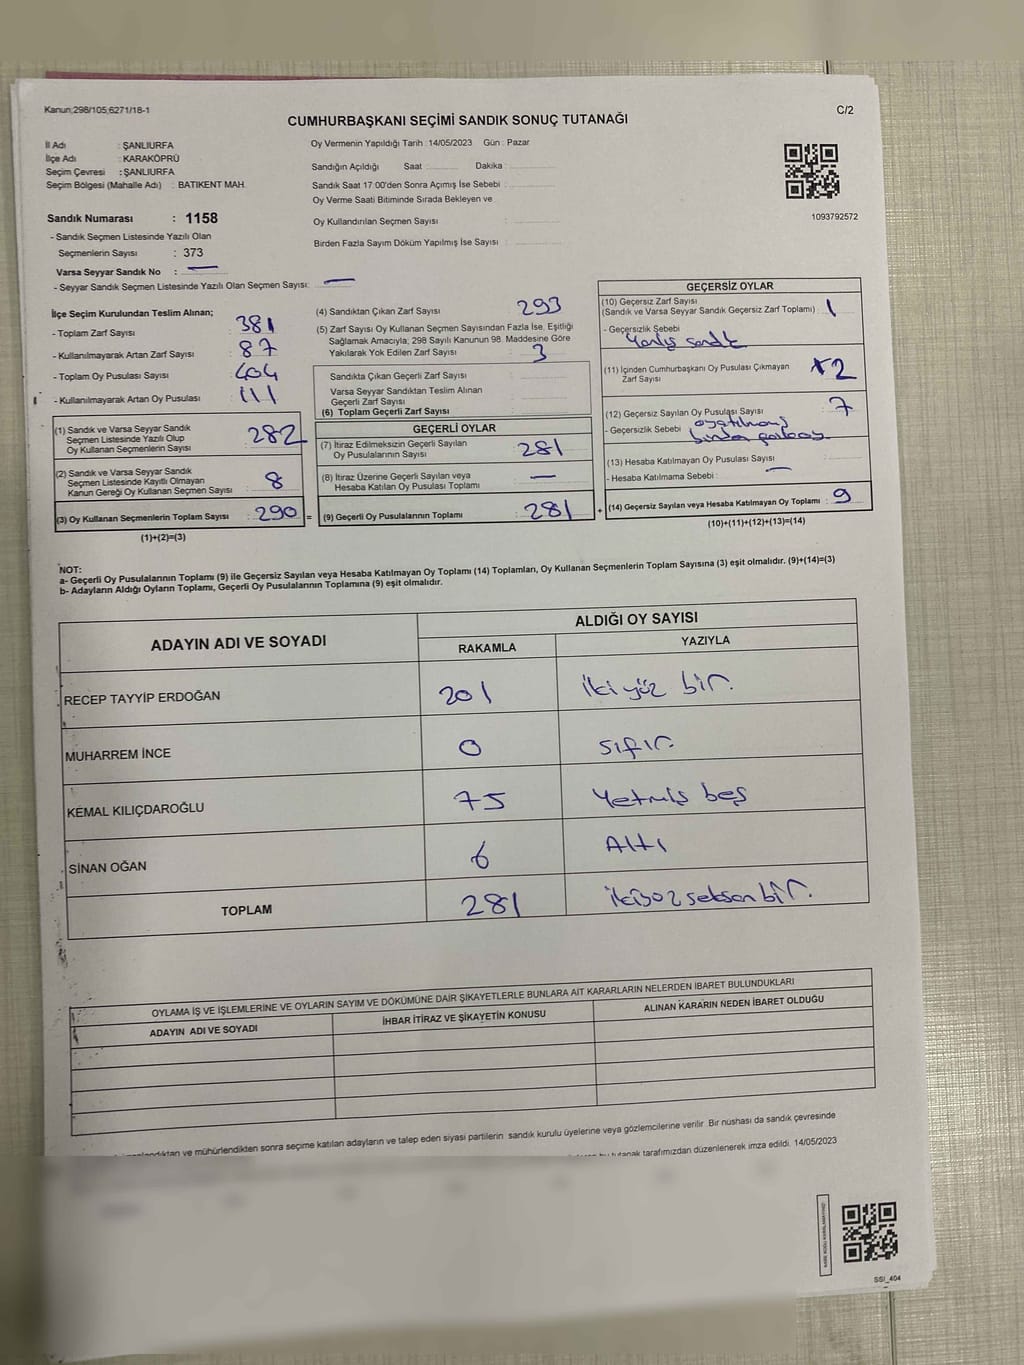 Kanun;298/105;6271/18-1
C/2
CUMHURBAŞKANI SEÇİMİ SANDIK SONUÇ TUTANAĞI
İl Adı : ŞANLIURFA
İlçe Adı : KARAKÖPRÜ
Seçim Çevresi : ŞANLIURFA
Seçim Bölgesi (Mahalle Adı) : BATIKENT MAH.
Sandık Numarası : 1158
- Sandık Seçmen Listesinde Yazılı Olan
Seçmenlerin Sayısı : 373
Varsa Seyyar Sandık No : —
- Seyyar Sandık Seçmen Listesinde Yazılı Olan Seçmen Sayısı: —
Oy Vermenin Yapıldığı Tarih :14/05/2023 Gün : Pazar
Sandığın Açıldığı Saat : Dakika :
Sandık Saat 17:00'den Sonra Açımış İse Sebebi :
Oy Verme Saati Bitiminde Sırada Bekleyen ve
Oy Kullandırılan Seçmen Sayısı :
Birden Fazla Sayım Döküm Yapılmış İse Sayısı :
1093792572
İlçe Seçim Kurulundan Teslim Alınan;
- Toplam Zarf Sayısı : 381
- Kullanılmayarak Artan Zarf Sayısı : 87
- Toplam Oy Pusulası Sayısı : 404
- Kullanılmayarak Artan Oy Pusulası : 111
(1) Sandık ve Varsa Seyyar Sandık
Seçmen Listesinde Yazılı Olup
Oy Kullanan Seçmenlerin Sayısı : 282
(2) Sandık ve Varsa Seyyar Sandık
Seçmen Listesinde Kayıtlı Olmayan
Kanun Gereği Oy Kullanan Seçmen Sayısı : 8
(3) Oy Kullanan Seçmenlerin Toplam Sayısı : 290 =
(1)+(2)=(3)
(4) Sandıktan Çıkan Zarf Sayısı : 293
(5) Zarf Sayısı Oy Kullanan Seçmen Sayısından Fazla İse, Eşitliği
Sağlamak Amacıyla; 298 Sayılı Kanunun 98. Maddesine Göre
Yakılarak Yok Edilen Zarf Sayısı : 3
Sandıkta Çıkan Geçerli Zarf Sayısı :
Varsa Seyyar Sandıktan Teslim Alınan
Geçerli Zarf Sayısı :
(6) Toplam Geçerli Zarf Sayısı :
GEÇERLİ OYLAR
(7) İtiraz Edilmeksizin Geçerli Sayılan
Oy Pusulalarının Sayısı : 281
(8) İtiraz Üzerine Geçerli Sayılan veya
Hesaba Katılan Oy Pusulası Toplamı : —
(9) Geçerli Oy Pusulalarının Toplamı : 281 +
GEÇERSİZ OYLAR
(10) Geçersiz Zarf Sayısı
(Sandık ve Varsa Seyyar Sandık Geçersiz Zarf Toplamı) : 1
- Geçersizlik Sebebi
: Yanlış sandık
(11) İçinden Cumhurbaşkanı Oy Pusulası Çıkmayan
Zarf Sayısı : 2
(12) Geçersiz Sayılan Oy Pusulası Sayısı : 7
- Geçersizlik Sebebi :
(13) Hesaba Katılmayan Oy Pusulası Sayısı : —
- Hesaba Katılmama Sebebi :
(14) Geçersiz Sayılan veya Hesaba Katılmayan Oy Toplamı : 9
(10)+(11)+(12)+(13)=(14)
NOT:
a- Geçerli Oy Pusulalarının Toplamı (9) ile Geçersiz Sayılan veya Hesaba Katılmayan Oy Toplamı (14) Toplamları, Oy Kullanan Seçmenlerin Toplam Sayısına (3) eşit olmalıdır. (9)+(14)=(3)
b- Adayların Aldığı Oyların Toplamı, Geçerli Oy Pusulalarının Toplamına (9) eşit olmalıdır.
ADAYIN ADI VE SOYADI
ALDIĞI OY SAYISI
RAKAMLA YAZIYLA
RECEP TAYYİP ERDOĞAN 201 iki yüz bir.
MUHARREM İNCE 0 sıfır.
KEMAL KILIÇDAROĞLU 75 Yetmiş beş
SİNAN OĞAN 6 Altı
TOPLAM 281 ikiyüz seksen bir.
OYLAMA İŞ VE İŞLEMLERİNE VE OYLARIN SAYIM VE DÖKÜMÜNE DAİR ŞİKAYETLERLE BUNLARA AİT KARARLARIN NELERDEN İBARET BULUNDUKLARI
ADAYIN ADI VE SOYADI İHBAR İTİRAZ VE ŞİKAYETİN KONUSU ALINAN KARARIN NEDEN İBARET OLDUĞU
ve mühürlendikten sonra seçime katılan adayların ve talep eden siyasi partilerin sandık kurulu üyelerine veya gözlemcilerine verilir. Bir nüshası da sandık çevresinde
bu tutanak tarafımızdan düzenlenerek imza edildi. 14/05/2023
SSI_404